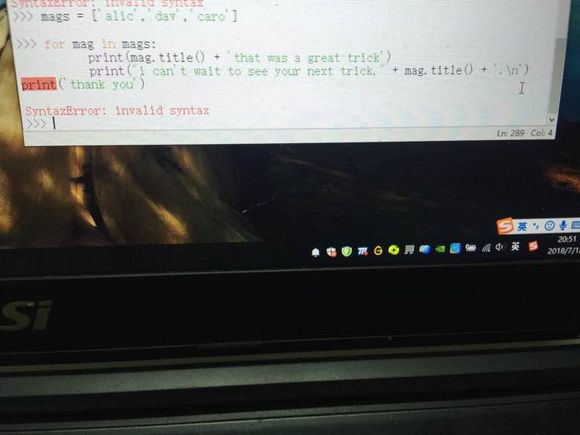 SyntaxError: invalid syntax
>>> mags = ['alic','dav','caro']
>>> for mag in mags:
print(mag.title() + 'that was a great trick')
print("i can't wait to see your next trick," + mag.title() + '.\n')
print('thank you')
SyntaxError: invalid syntax
>>>
Ln: 289 Col: 4
英
20:51
英
2018/7/1
si